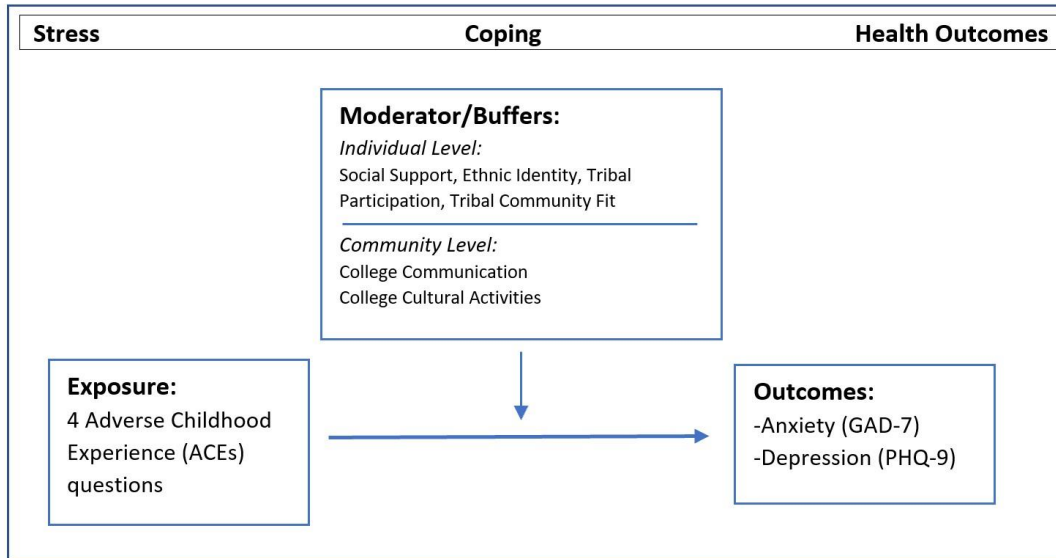 Stress Coping Health Outcomes
Moderator/Buffers:
Individual Level:
Social Support, Ethnic Identity, Tribal
Participation, Tribal Community Fit
Community Level:
College Communication
College Cultural Activities
Exposure:
4 Adverse Childhood
Experience (ACEs)
questions
Outcomes:
-Anxiety (GAD-7)
-Depression (PHQ-9)